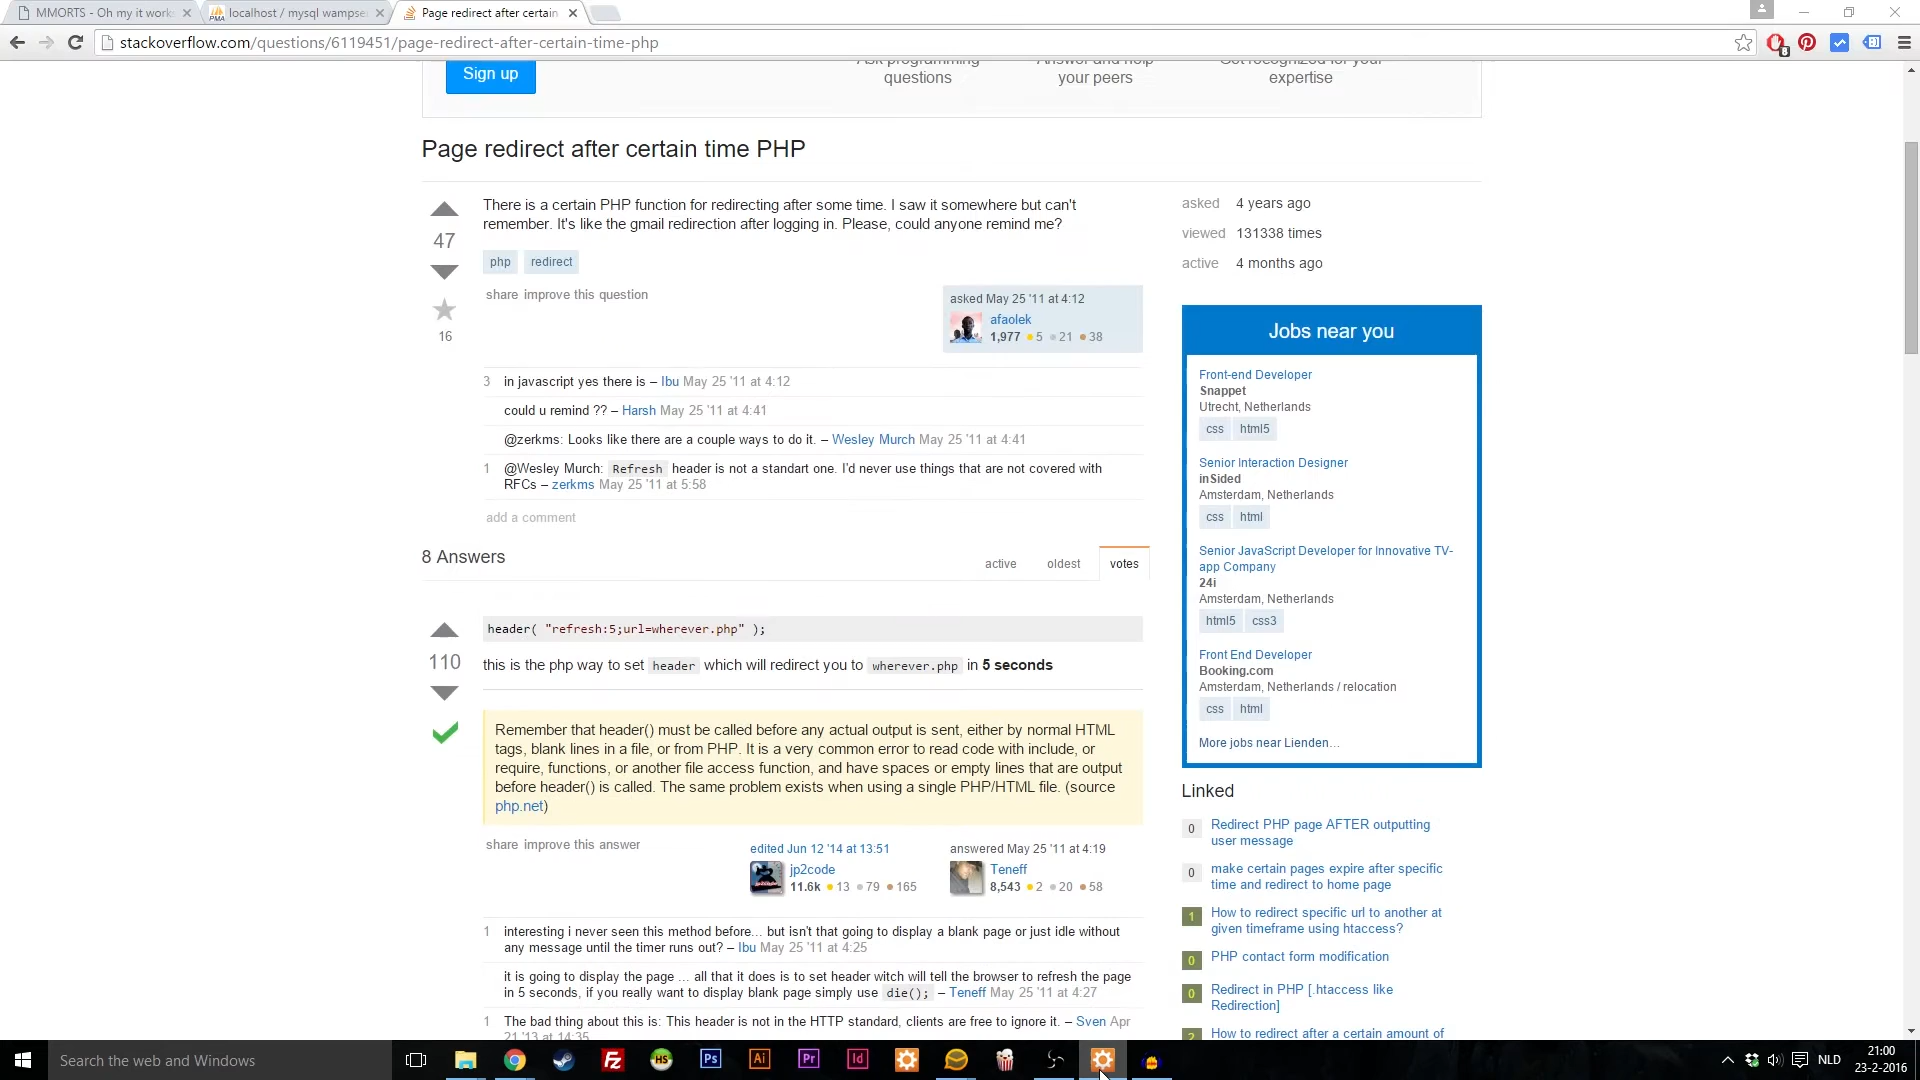 MMORTS - Oh my it work
localhost / mysql wampse
Page redirect after certain
stackoverflow.com/questions/6119451/page-redirect-after-certain-time-php
Sign up
Ask programming questions
Answer and help your peers
Get recognized for your expertise
Page redirect after certain time PHP
There is a certain PHP function for redirecting after some time. I saw it somewhere but can't
remember. It's like the gmail redirection after logging in. Please, could anyone remind me?
47
php redirect
share improve this question
16
asked May 25 '11 at 4:12
afaolek
1,977 5 21 38
3 in javascript yes there is – Ibu May 25 '11 at 4:12
could u remind ?? – Harsh May 25 '11 at 4:41
@zerkms: Looks like there are a couple ways to do it. – Wesley Murch May 25 '11 at 4:41
1 @Wesley Murch: Refresh header is not a standart one. I'd never use things that are not covered with
RFCs – zerkms May 25 '11 at 5:58
add a comment
8 Answers
active oldest votes
header( "refresh:5;url=wherever.php" );
110
this is the php way to set header which will redirect you to wherever.php in 5 seconds
Remember that header() must be called before any actual output is sent, either by normal HTML
tags, blank lines in a file, or from PHP. It is a very common error to read code with include, or
require, functions, or another file access function, and have spaces or empty lines that are output
before header() is called. The same problem exists when using a single PHP/HTML file. (source
php.net)
share improve this answer
edited Jun 12 '14 at 13:51
jp2code
11.6k 13 79 165
answered May 25 '11 at 4:19
Teneff
8,543 2 20 58
1 interesting i never seen this method before... but isn't that going to display a blank page or just idle without
any message until the timer runs out? – Ibu May 25 '11 at 4:25
it is going to display the page ... all that it does is to set header witch will tell the browser to refresh the page
in 5 seconds, if you really want to display blank page simply use die(); – Teneff May 25 '11 at 4:27
1 The bad thing about this is: This header is not in the HTTP standard, clients are free to ignore it. – Sven Apr
21 '13 at 14:35
asked 4 years ago
viewed 131338 times
active 4 months ago
Jobs near you
Front-end Developer
Snappet
Utrecht, Netherlands
css html5
Senior Interaction Designer
inSided
Amsterdam, Netherlands
css html
Senior JavaScript Developer for Innovative TV-
app Company
24i
Amsterdam, Netherlands
html5 css3
Front End Developer
Booking.com
Amsterdam, Netherlands / relocation
css html
More jobs near Lienden…
Linked
0 Redirect PHP page AFTER outputting
user message
0 make certain pages expire after specific
time and redirect to home page
1 How to redirect specific url to another at
given timeframe using htaccess?
0 PHP contact form modification
0 Redirect in PHP [.htaccess like
Redirection]
2 How to redirect after a certain amount of
Search the web and Windows
HS
Ps
Ai
Pr
Id
NLD
21:00
23-2-2016